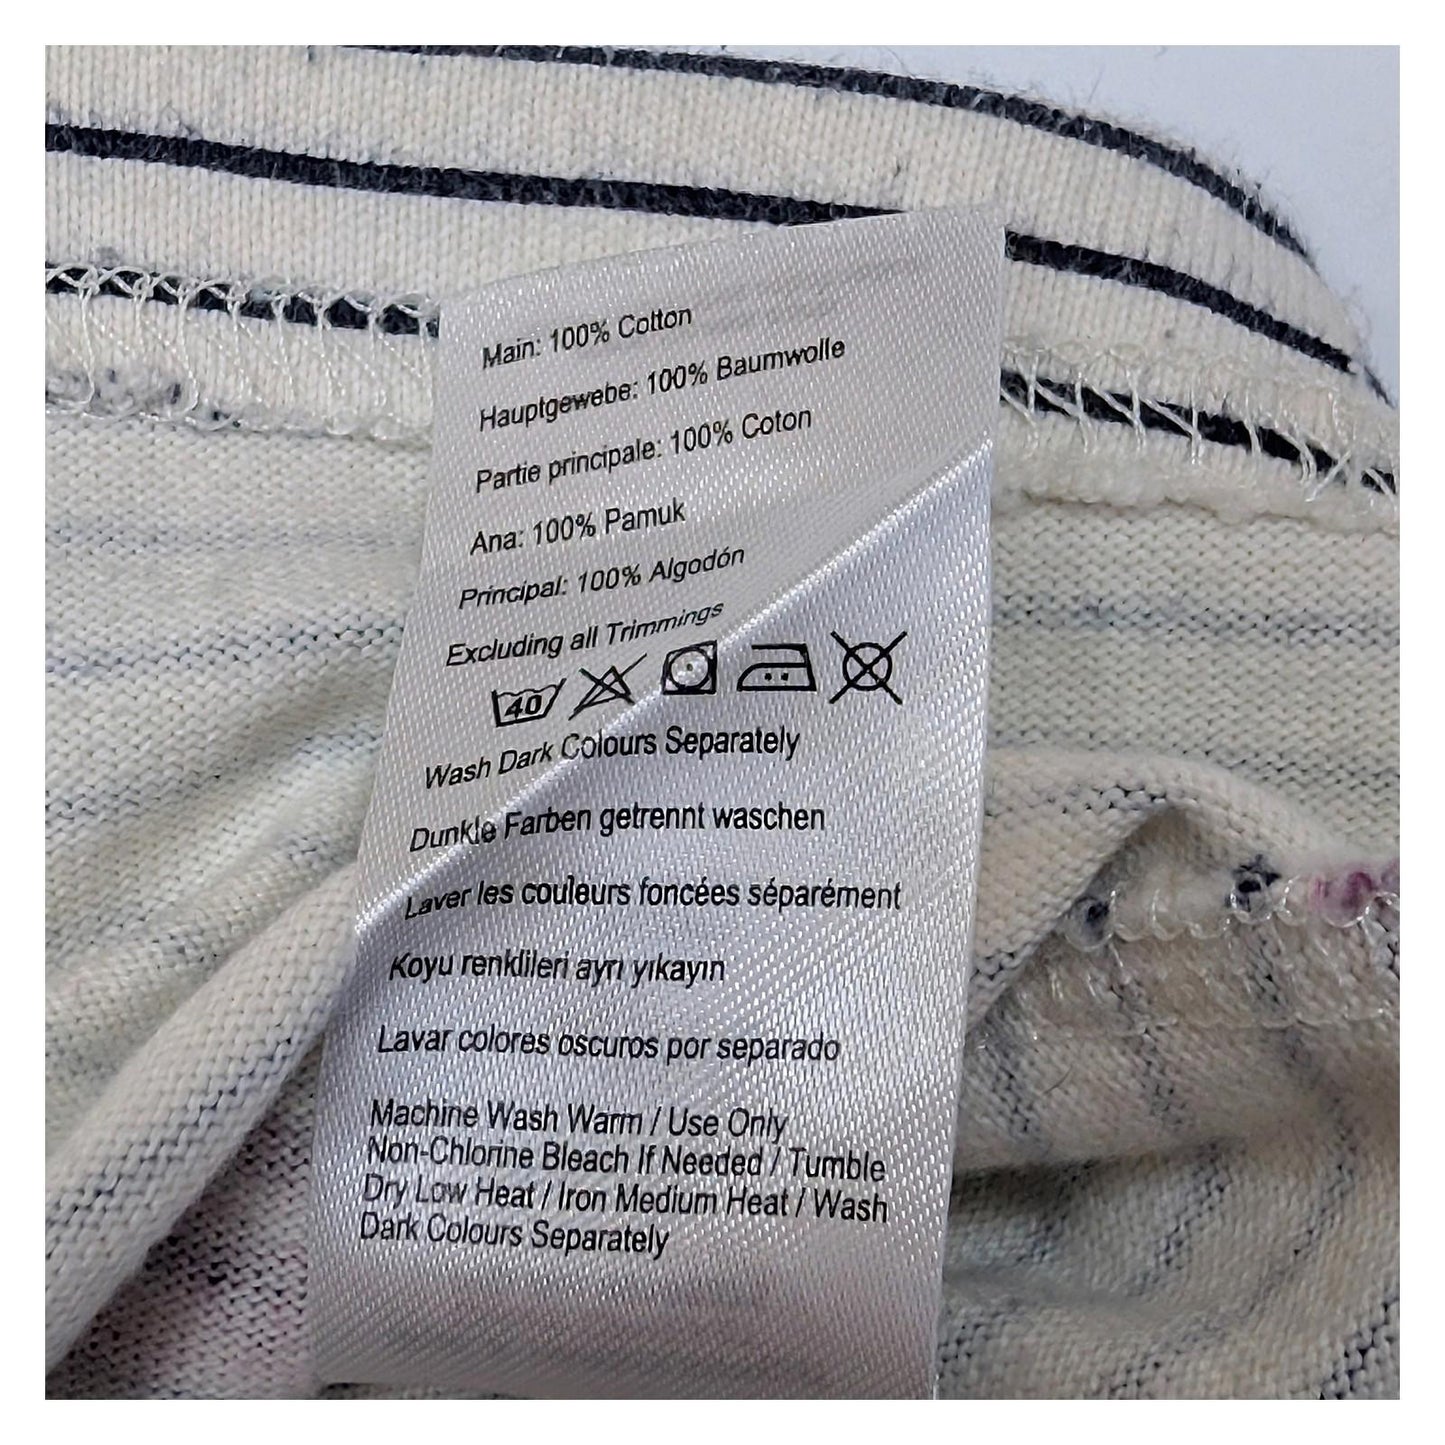 Main: 100% Cotton
Hauptgewebe: 100% Baumwolle
Partie principale: 100% Coton
Ana: 100% Pamuk
Principal: 100% Algodón
Excluding all Trimmings
40
Wash Dark Colours Separately
Dunkle Farben getrennt waschen
Laver les couleurs foncées séparément
Koyu renklileri ayrı yıkayın
Lavar colores oscuros por separado
Machine Wash Warm / Use Only
Non-Chlorine Bleach If Needed / Tumble
Dry Low Heat / Iron Medium Heat / Wash
Dark Colours Separately